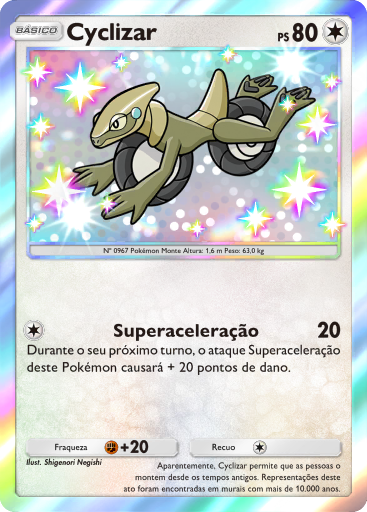 BÁSICO Cyclizar PS 80
Nº 0967 Pokémon Monte Altura: 1,6 m Peso: 63,0 kg
Superaceleração 20
Durante o seu próximo turno, o ataque Superaceleração
deste Pokémon causará + 20 pontos de dano.
Fraqueza +20 Recuo
Ilust. Shigenori Negishi
Aparentemente, Cyclizar permite que as pessoas o
montem desde os tempos antigos. Representações deste
ato foram encontradas em murais com mais de 10.000 anos.